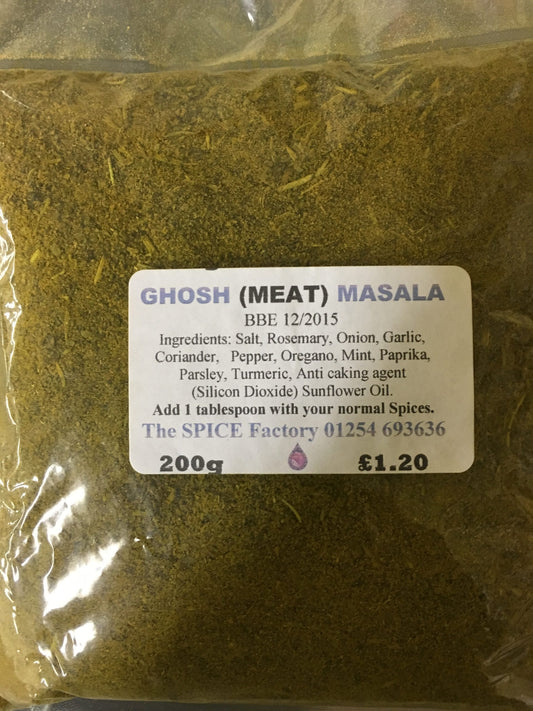 GHOSH (MEAT) MASALA
BBE 12/2015
Ingredients: Salt, Rosemary, Onion, Garlic,
Coriander, Pepper, Oregano, Mint, Paprika,
Parsley, Turmeric, Anti caking agent
(Silicon Dioxide) Sunflower Oil.
Add 1 tablespoon with your normal Spices.
The SPICE Factory 01254 693636
200g £1.20